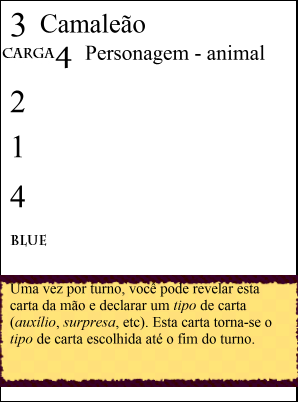 3 Camaleão
CARGA4 Personagem - animal
2
1
4
BLUE
Uma vez por turno, você pode revelar esta
carta da mão e declarar um tipo de carta
(auxílio, surpresa, etc). Esta carta torna-se o
tipo de carta escolhida até o fim do turno.